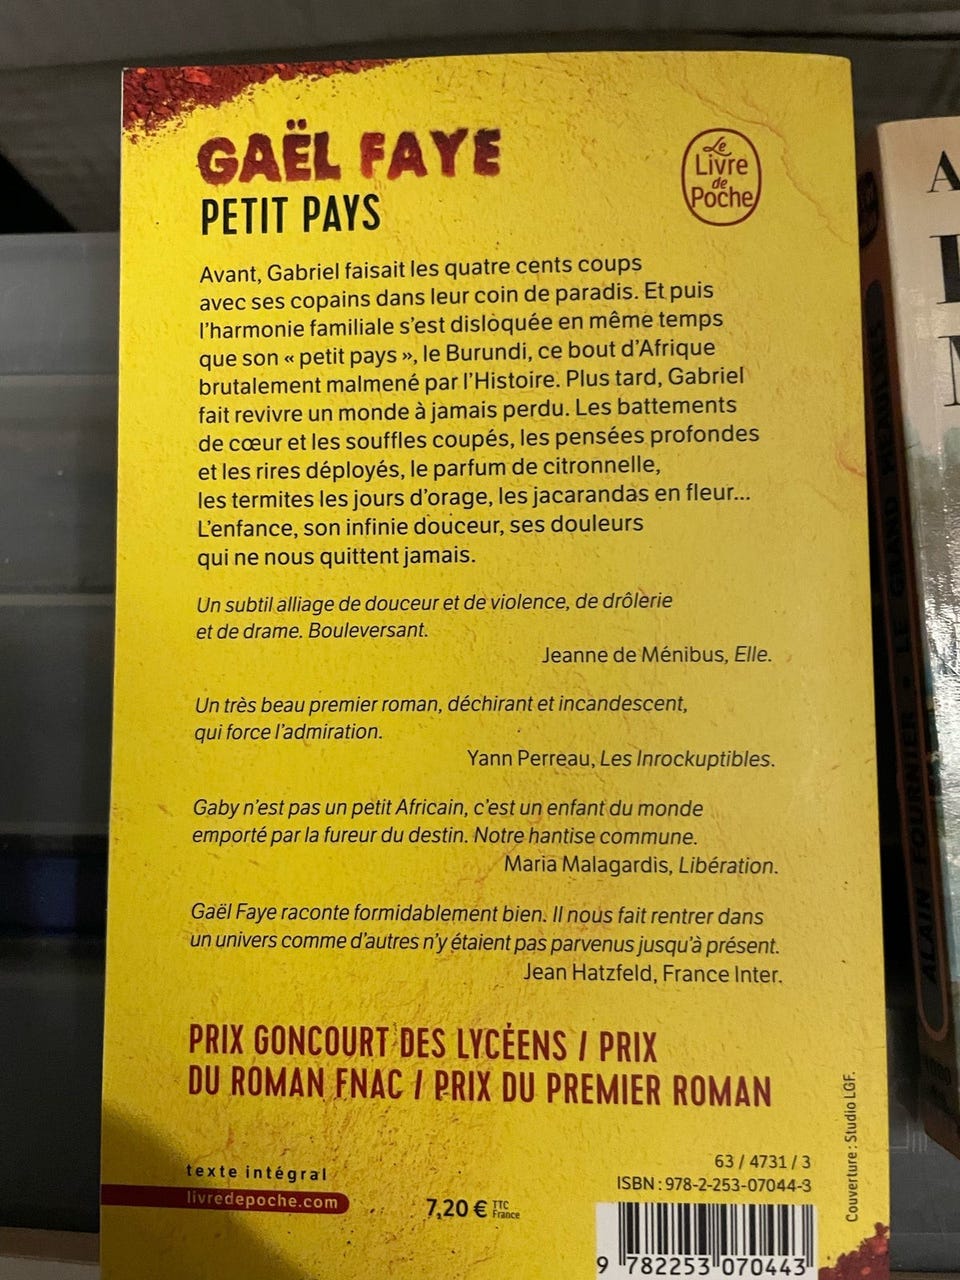 GAËL FAYE
PETIT PAYS
Le
Livre
de
Poche
Avant, Gabriel faisait les quatre cents coups
avec ses copains dans leur coin de paradis. Et puis
l'harmonie familiale s'est disloquée en même temps
que son « petit pays », le Burundi, ce bout d'Afrique
brutalement malmené par l'Histoire. Plus tard, Gabriel
fait revivre un monde à jamais perdu. Les battements
de cœur et les souffles coupés, les pensées profondes
et les rires déployés, le parfum de citronnelle,
les termites les jours d'orage, les jacarandas en fleur...
L'enfance, son infinie douceur, ses douleurs
qui ne nous quittent jamais.
Un subtil alliage de douceur et de violence, de drôlerie
et de drame. Bouleversant.
Jeanne de Ménibus, Elle.
Un très beau premier roman, déchirant et incandescent,
qui force l'admiration.
Yann Perreau, Les Inrockuptibles.
Gaby n'est pas un petit Africain, c'est un enfant du monde
emporté par la fureur du destin. Notre hantise commune.
Maria Malagardis, Libération.
Gaël Faye raconte formidablement bien. Il nous fait rentrer dans
un univers comme d'autres n'y étaient pas parvenus jusqu'à présent.
Jean Hatzfeld, France Inter.
PRIX GONCOURT DES LYCÉENS / PRIX
DU ROMAN FNAC / PRIX DU PREMIER ROMAN
texte intégral
livredepoche.com
7,20 € TTC
France
63 / 4731 / 3
ISBN : 978-2-253-07044-3
9 782253 070443
Couverture : Studio LGF.
ALAIN-FOURNIER • LE GRAND MEAULNES